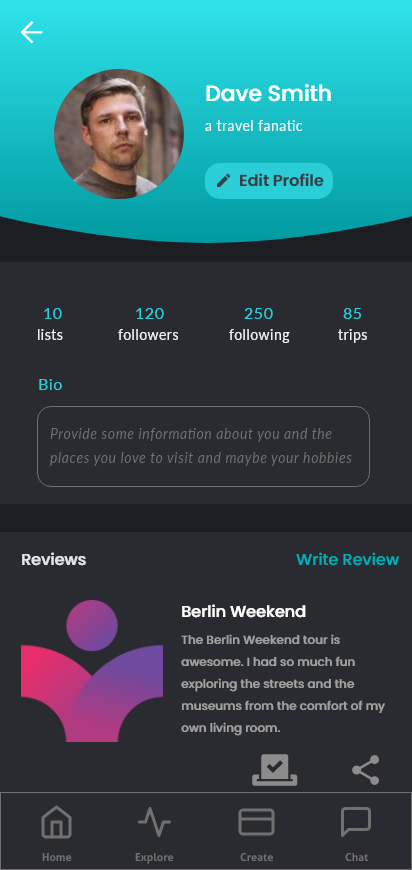 Dave Smith
a travel fanatic
Edit Profile
10
lists
120
followers
250
following
85
trips
Bio
Provide some information about you and the
places you love to visit and maybe your hobbies
Reviews
Write Review
Berlin Weekend
The Berlin Weekend tour is
awesome. I had so much fun
exploring the streets and the
museums from the comfort of my
own living room.
Home
Explore
Create
Chat